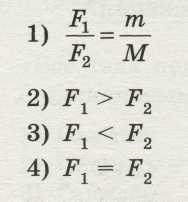 1) F₁/F₂ = m/M
2) F₁ > F₂
3) F₁ < F₂
4) F₁ = F₂